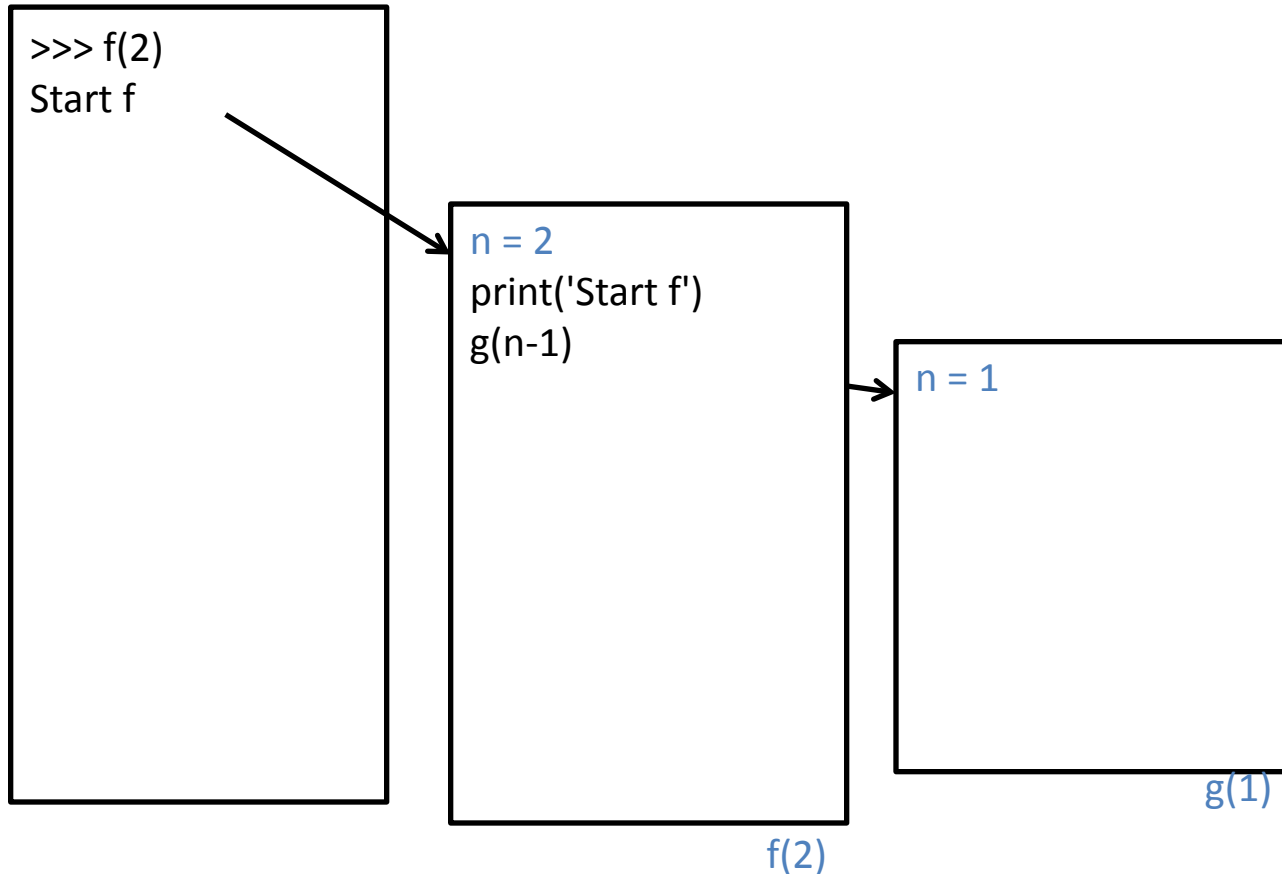 >>> f(2)
Start f
n = 2
print('Start f')
g(n-1)
n = 1
g(1)
f(2)